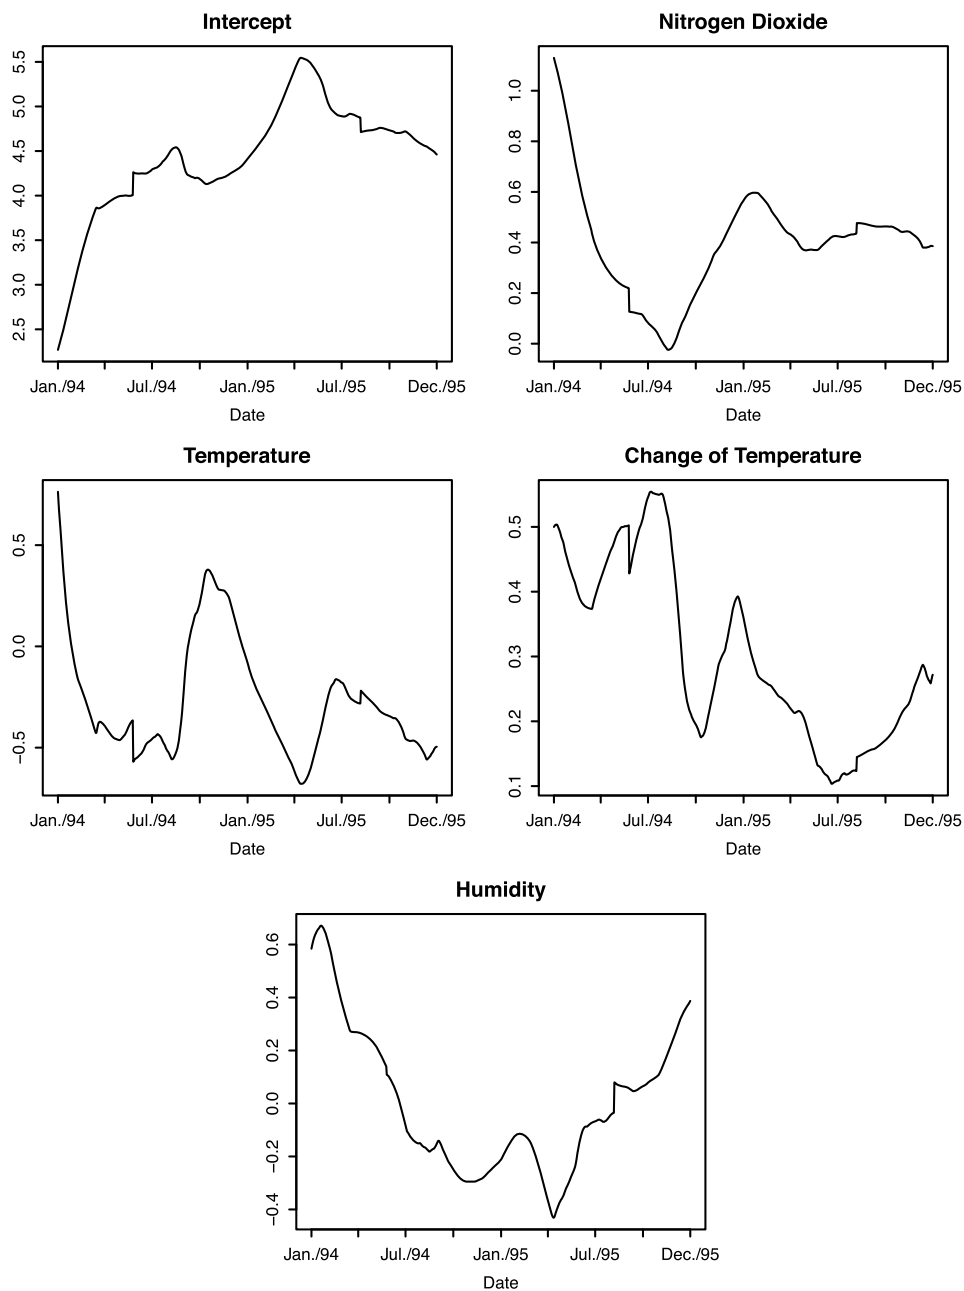 Intercept
5.5
5.0
4.5
4.0
3.5
3.0
2.5
Jan./94 Jul./94 Jan./95 Jul./95 Dec./95
Date
Nitrogen Dioxide
1.0
0.8
0.6
0.4
0.2
0.0
Jan./94 Jul./94 Jan./95 Jul./95 Dec./95
Date
Temperature
0.5
0.0
−0.5
Jan./94 Jul./94 Jan./95 Jul./95 Dec./95
Date
Change of Temperature
0.5
0.4
0.3
0.2
0.1
Jan./94 Jul./94 Jan./95 Jul./95 Dec./95
Date
Humidity
0.6
0.4
0.2
0.0
−0.2
−0.4
Jan./94 Jul./94 Jan./95 Jul./95 Dec./95
Date